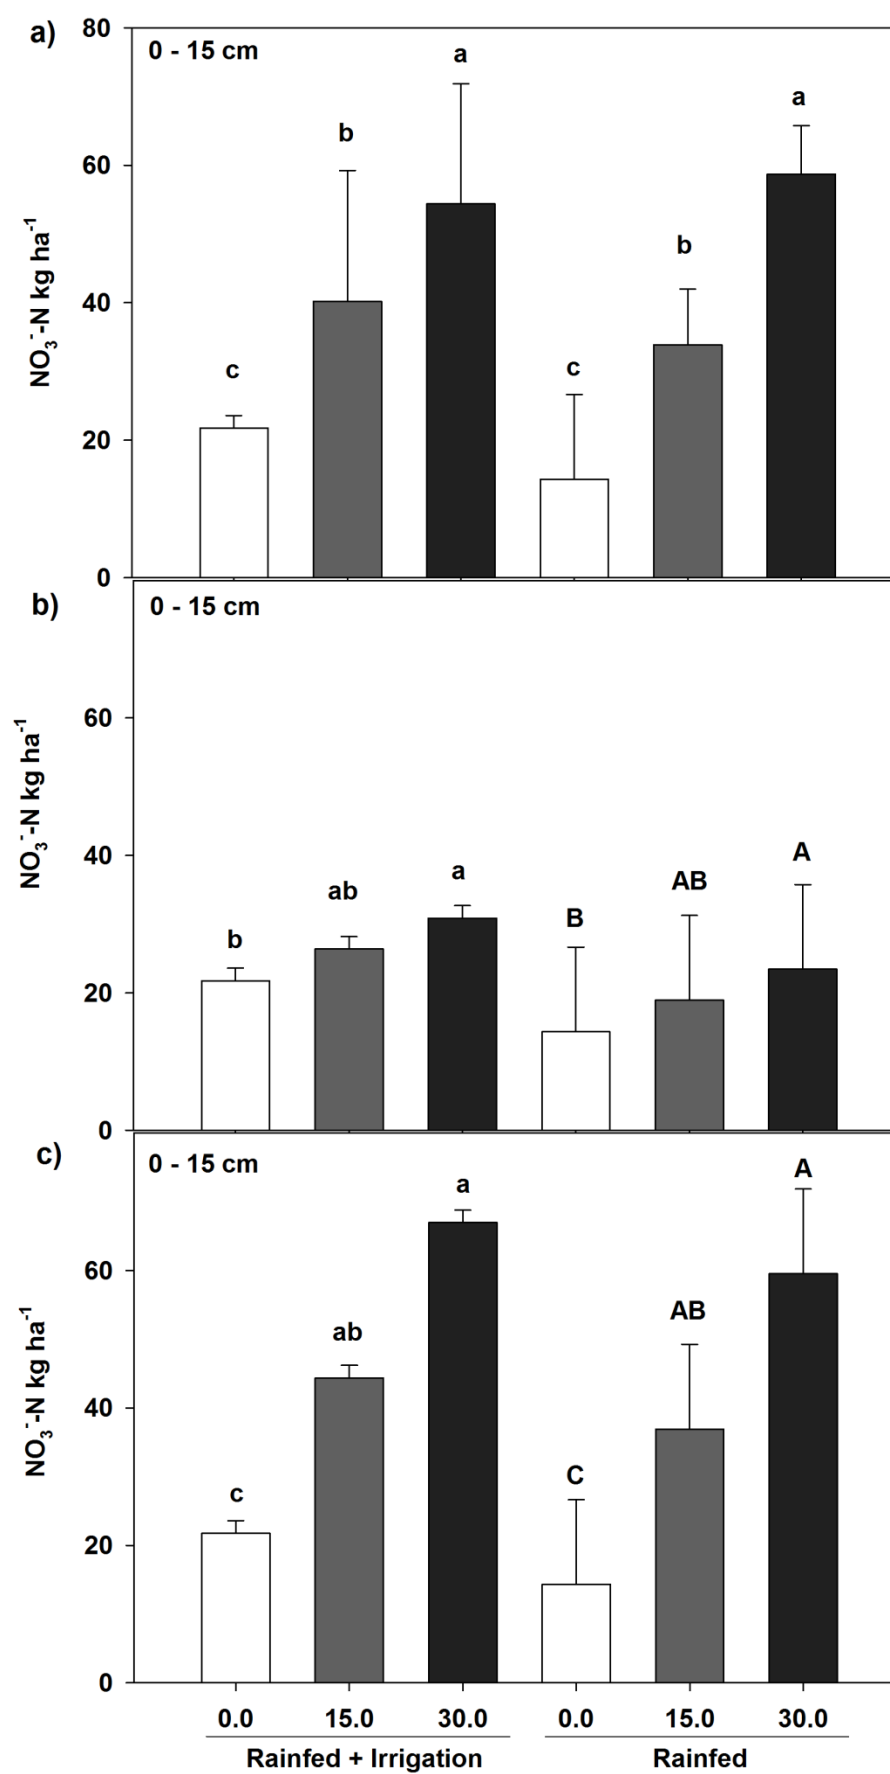 a)
0 - 15 cm
80
60
40
20
0
NO₃⁻-N kg ha⁻¹
c
b
a
c
b
a
b)
0 - 15 cm
60
40
20
0
NO₃⁻-N kg ha⁻¹
b
ab
a
B
AB
A
c)
0 - 15 cm
60
40
20
0
NO₃⁻-N kg ha⁻¹
c
ab
a
C
AB
A
0.0 15.0 30.0 0.0 15.0 30.0
Rainfed + Irrigation Rainfed